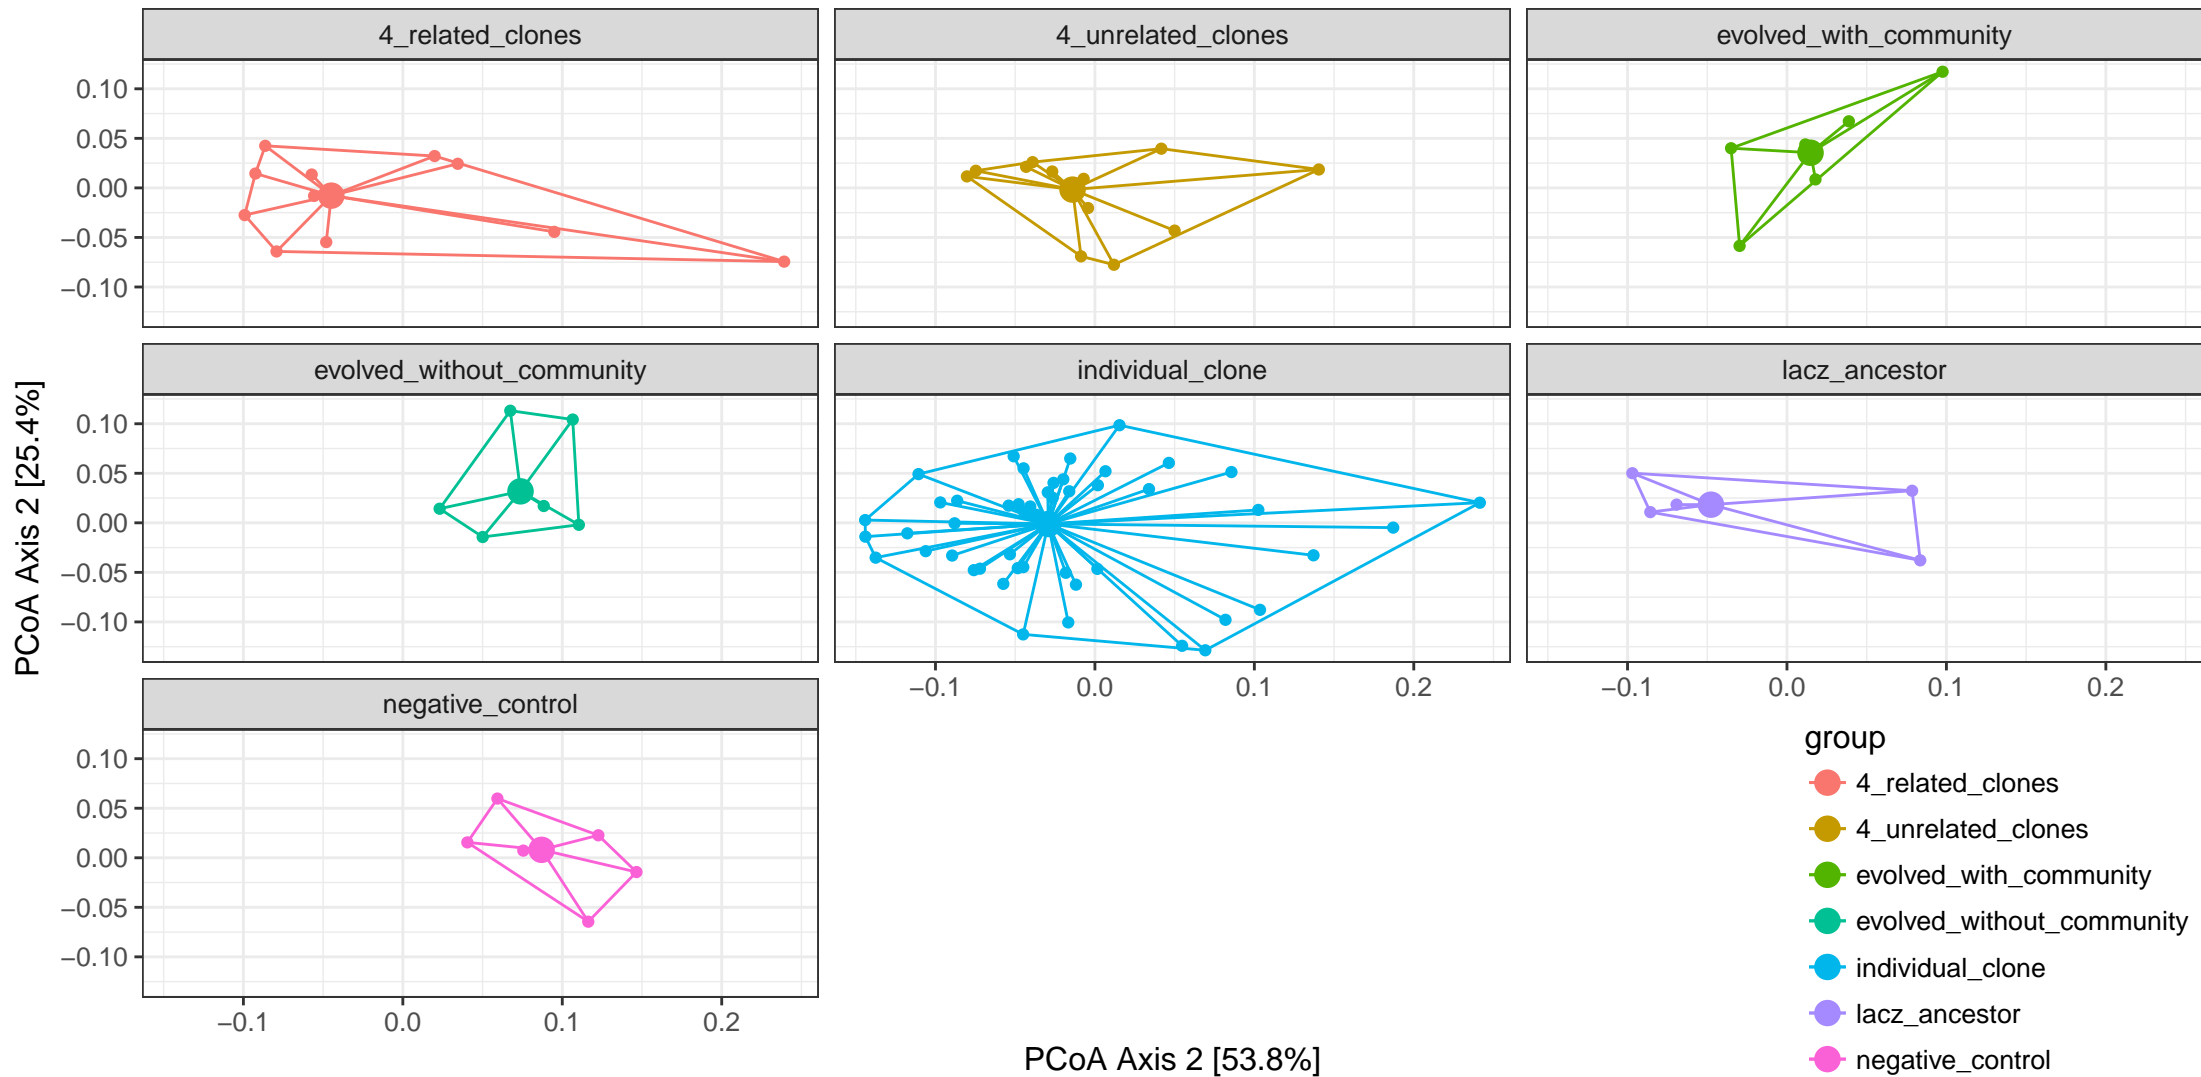 4_related_clones
4_unrelated_clones
evolved_with_community
0.10
0.05
0.00
−0.05
−0.10
evolved_without_community
individual_clone
lacz_ancestor
0.10
0.05
0.00
−0.05
−0.10
−0.1 0.0 0.1 0.2
−0.1 0.0 0.1 0.2
negative_control
0.10
0.05
0.00
−0.05
−0.10
−0.1 0.0 0.1 0.2
PCoA Axis 2 [25.4%]
PCoA Axis 2 [53.8%]
group
4_related_clones
4_unrelated_clones
evolved_with_community
evolved_without_community
individual_clone
lacz_ancestor
negative_control